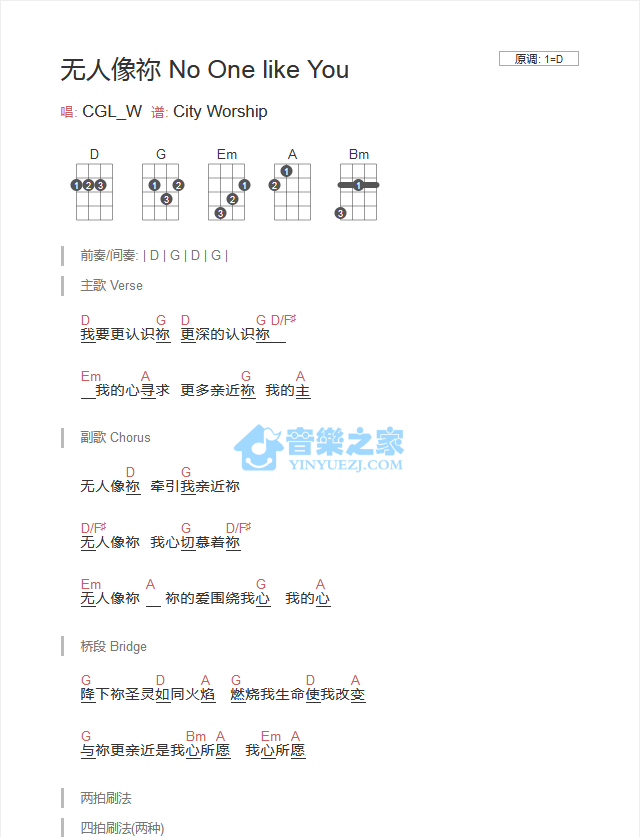 无人像祢 No One like You
原调: 1=D
唱: CGL_W 谱: City Worship
D G Em A Bm
1 2 3 1 2 3 1 2 3 1 2 1 3
前奏/间奏: | D | G | D | G |
主歌 Verse
D G D G D/F♯
我要更认识祢 更深的认识祢
Em A G A
我的心寻求 更多亲近祢 我的主
副歌 Chorus
音樂之家
YINYUEZJ.COM
D G
无人像祢 牵引我亲近祢
D/F♯ G D/F♯
无人像祢 我心切慕着祢
Em A G A
无人像祢 祢的爱围绕我心 我的心
桥段 Bridge
G D A G D A
降下祢圣灵如同火焰 燃烧我生命使我改变
G Bm A Em A
与祢更亲近是我心所愿 我心所愿
两拍刷法
四拍刷法(两种)